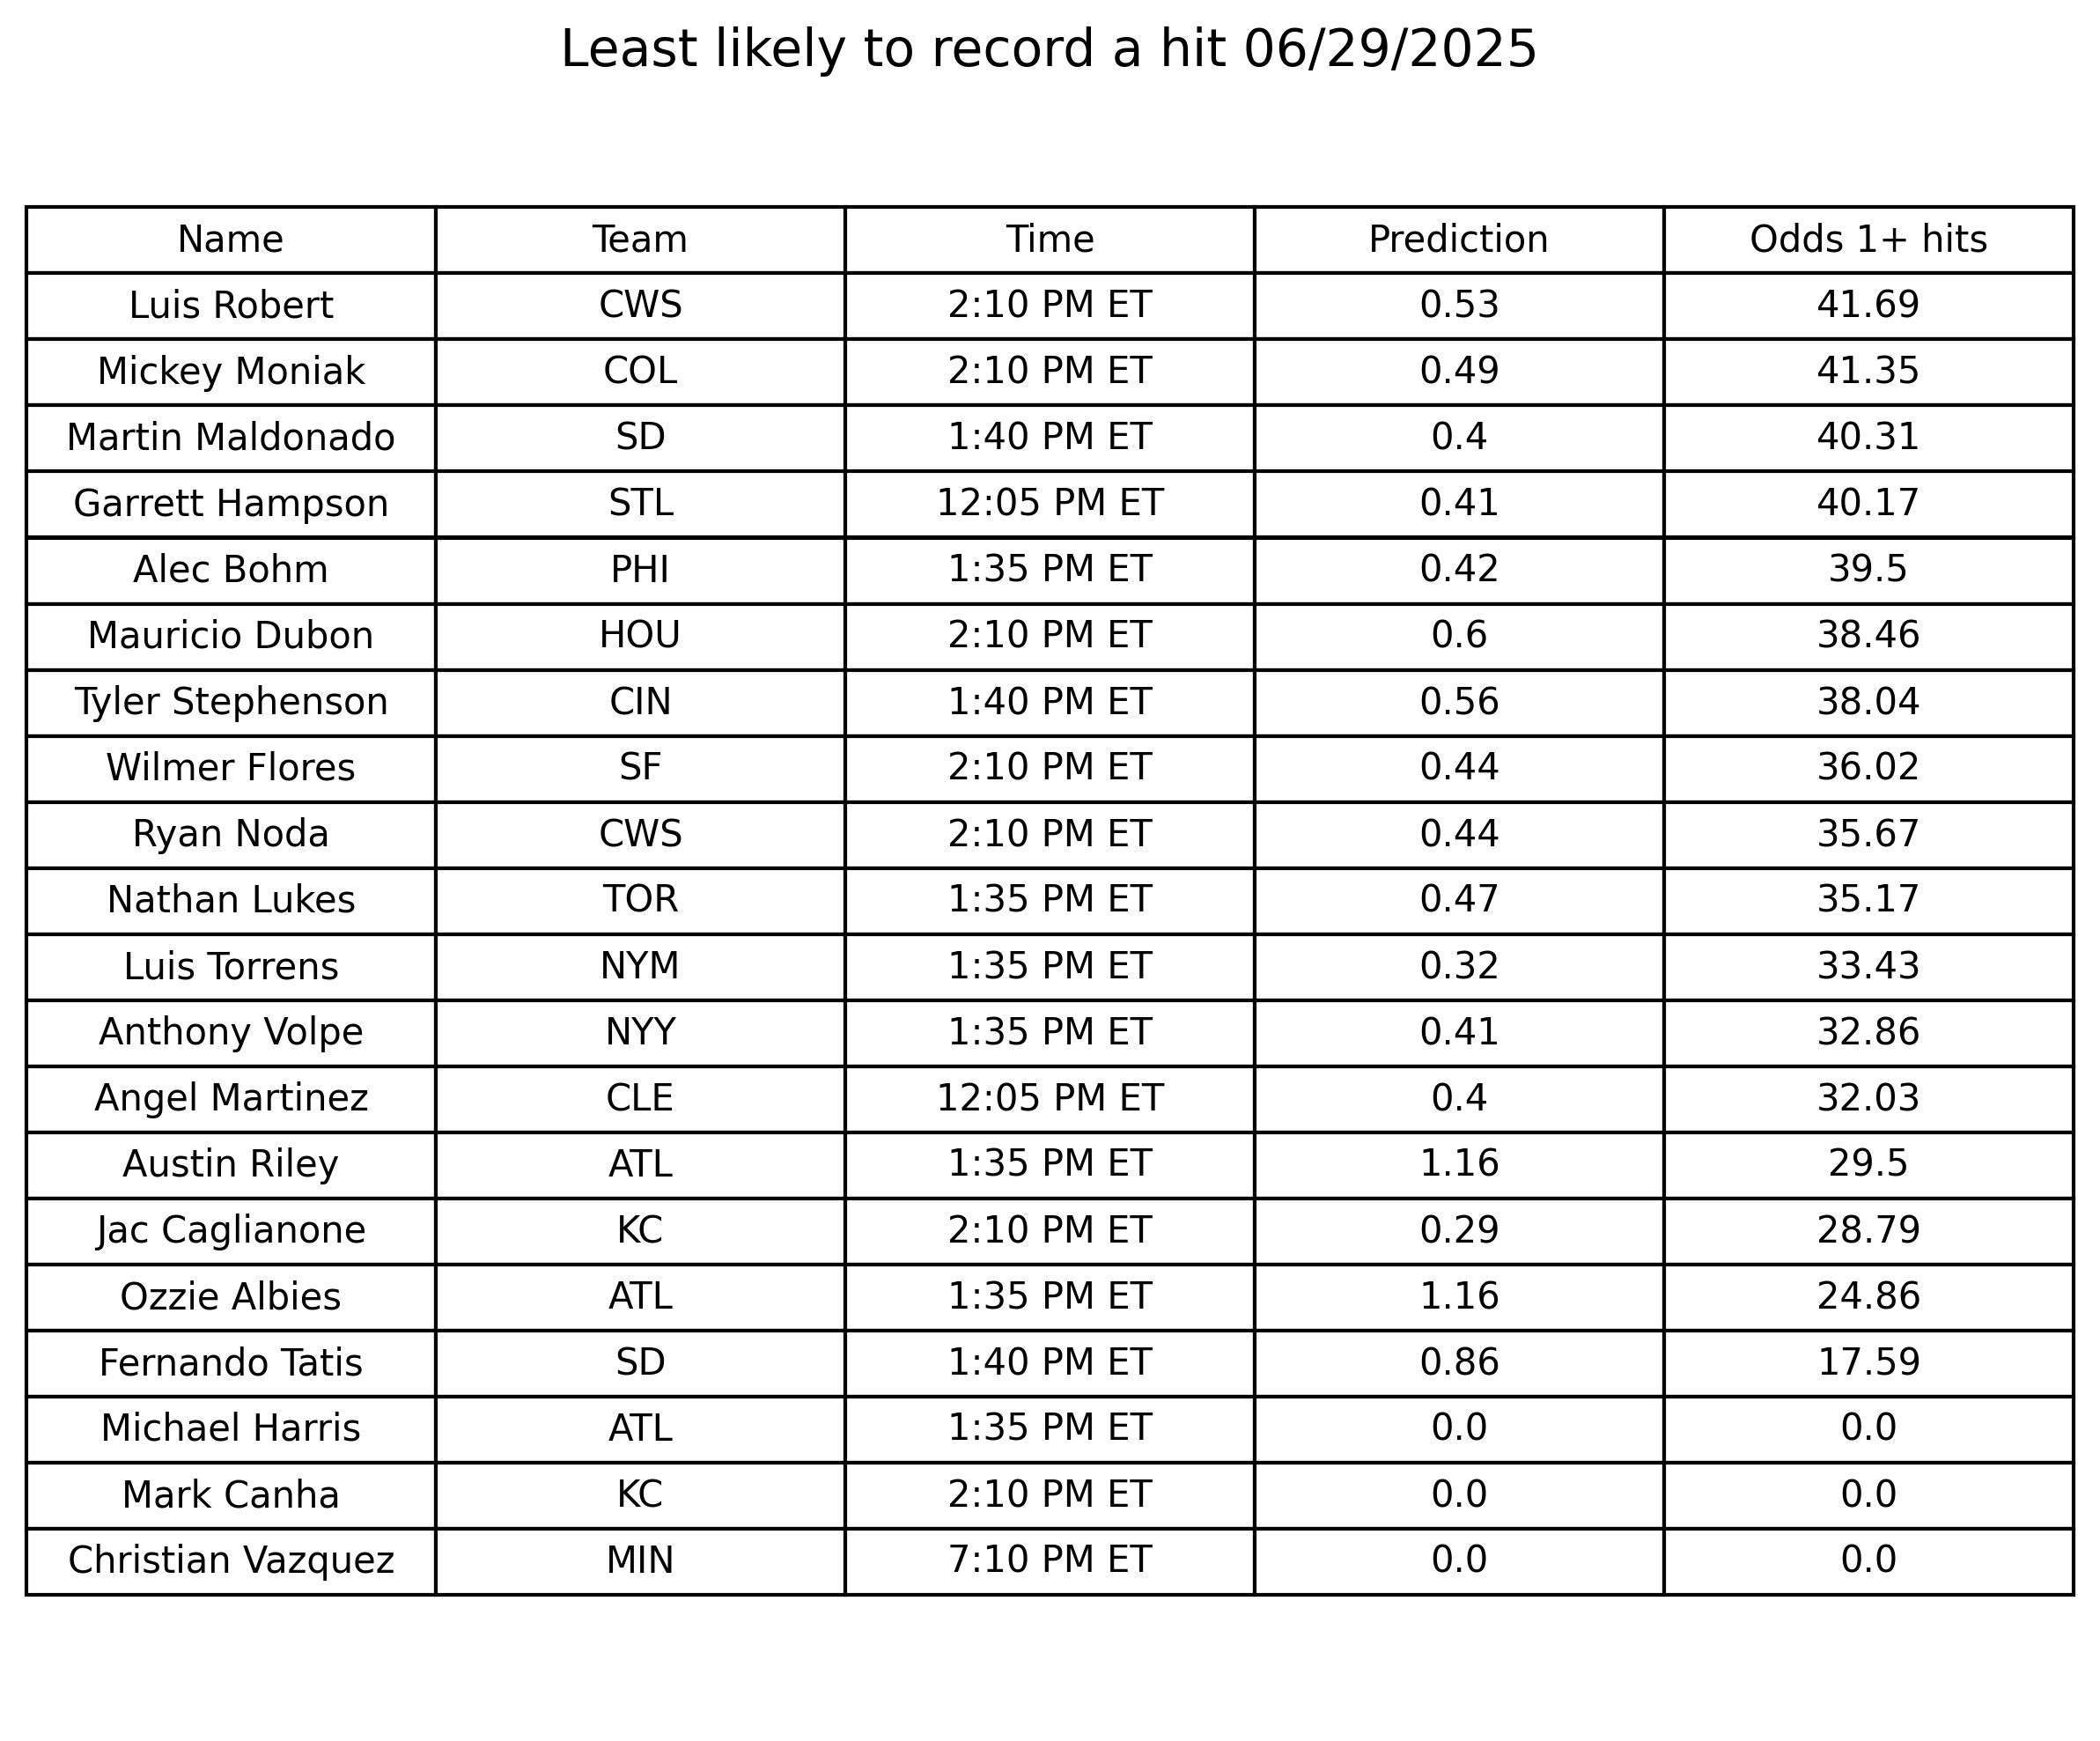 Least likely to record a hit 06/29/2025
Name Team Time Prediction Odds 1+ hits
Luis Robert CWS 2:10 PM ET 0.53 41.69
Mickey Moniak COL 2:10 PM ET 0.49 41.35
Martin Maldonado SD 1:40 PM ET 0.4 40.31
Garrett Hampson STL 12:05 PM ET 0.41 40.17
Alec Bohm PHI 1:35 PM ET 0.42 39.5
Mauricio Dubon HOU 2:10 PM ET 0.6 38.46
Tyler Stephenson CIN 1:40 PM ET 0.56 38.04
Wilmer Flores SF 2:10 PM ET 0.44 36.02
Ryan Noda CWS 2:10 PM ET 0.44 35.67
Nathan Lukes TOR 1:35 PM ET 0.47 35.17
Luis Torrens NYM 1:35 PM ET 0.32 33.43
Anthony Volpe NYY 1:35 PM ET 0.41 32.86
Angel Martinez CLE 12:05 PM ET 0.4 32.03
Austin Riley ATL 1:35 PM ET 1.16 29.5
Jac Caglianone KC 2:10 PM ET 0.29 28.79
Ozzie Albies ATL 1:35 PM ET 1.16 24.86
Fernando Tatis SD 1:40 PM ET 0.86 17.59
Michael Harris ATL 1:35 PM ET 0.0 0.0
Mark Canha KC 2:10 PM ET 0.0 0.0
Christian Vazquez MIN 7:10 PM ET 0.0 0.0